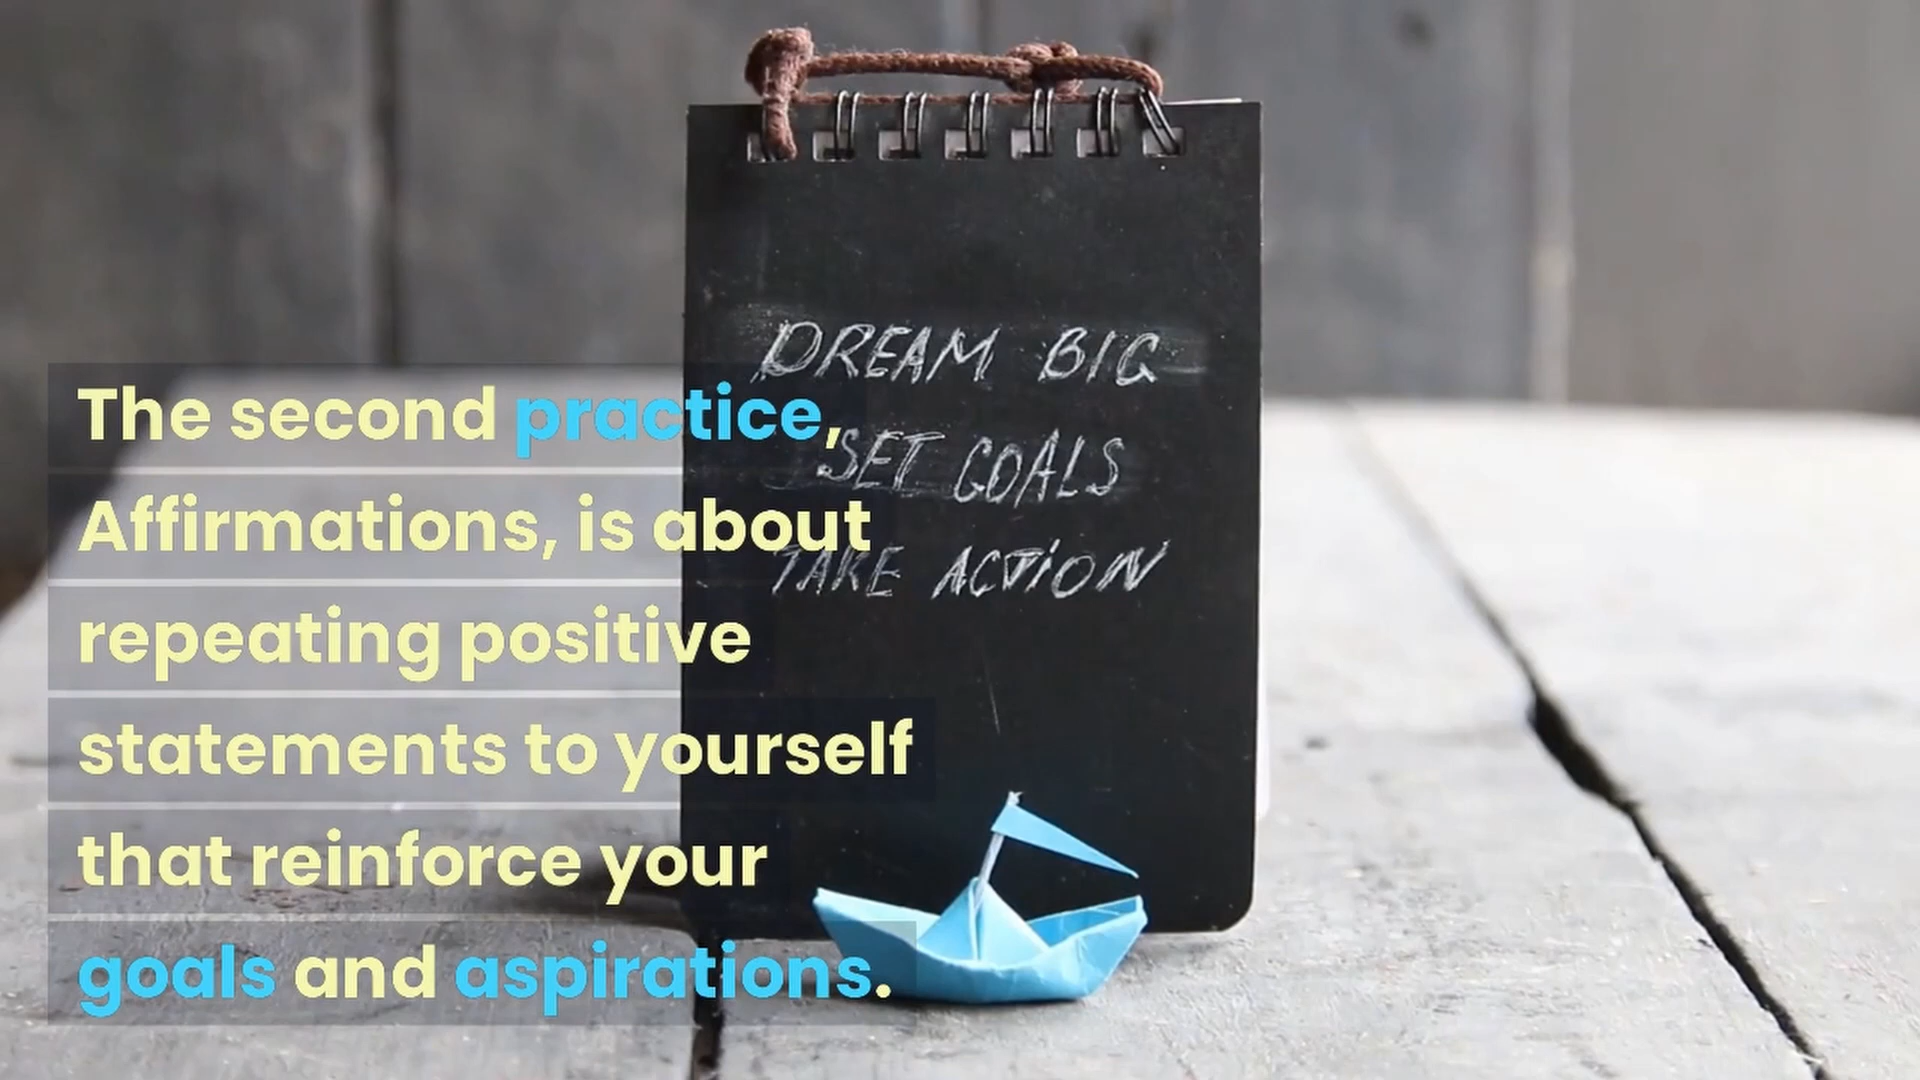 DREAM BIG
SET GOALS
TAKE ACTION
The second practice,
Affirmations, is about
repeating positive
statements to yourself
that reinforce your
goals and aspirations.